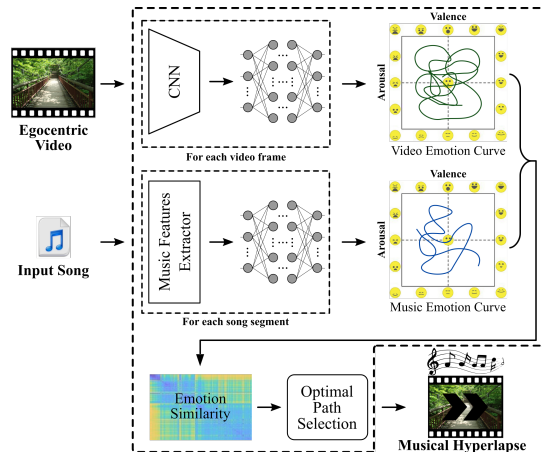 Egocentric
Video
CNN
For each video frame
Valence
Arousal
Video Emotion Curve
Input Song
Music Features
Extractor
For each song segment
Valence
Arousal
Music Emotion Curve
Emotion
Similarity
Optimal
Path
Selection
Musical Hyperlapse